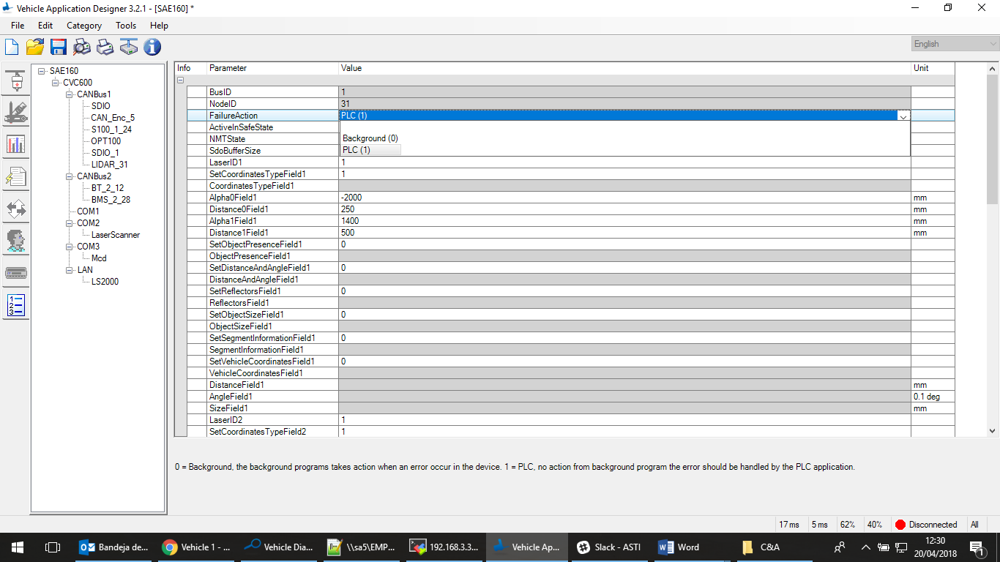 Vehicle Application Designer 3.2.1 - [SAE160] *
File Edit Category Tools Help
English
SAE160
CVC600
CANBus1
SDIO
CAN_Enc_5
S100_1_24
OPT100
SDIO_1
LIDAR_31
CANBus2
BT_2_12
BMS_2_28
COM1
COM2
LaserScanner
COM3
Mcd
LAN
LS2000
1
2
3
Info Parameter Value Unit
BusID 1
NodeID 31
FailureAction PLC (1)
ActiveInSafeState
NMTState Background (0)
SdoBufferSize PLC (1)
LaserID1 1
SetCoordinatesTypeField1 1
CoordinatesTypeField1
Alpha0Field1 -2000 mm
Distance0Field1 250 mm
Alpha1Field1 1400 mm
Distance1Field1 500 mm
SetObjectPresenceField1 0
ObjectPresenceField1
SetDistanceAndAngleField1 0
DistanceAndAngleField1
SetReflectorsField1 0
ReflectorsField1
SetObjectSizeField1 0
ObjectSizeField1
SetSegmentInformationField1 0
SegmentInformationField1
SetVehicleCoordinatesField1 0
VehicleCoordinatesField1
DistanceField1 mm
AngleField1 0.1 deg
SizeField1 mm
LaserID2 1
SetCoordinatesTypeField2 1
0 = Background, the background programs takes action when an error occur in the device. 1 = PLC, no action from background program the error should be handled by the PLC application.
17 ms 5 ms 62% 40% Disconnected All
Bandeja de... Vehicle 1 - ... Vehicle Dia... \\sa5\EMP... 192.168.3.3... Vehicle Ap... Slack - ASTI Word C&A
12:30
20/04/2018
1